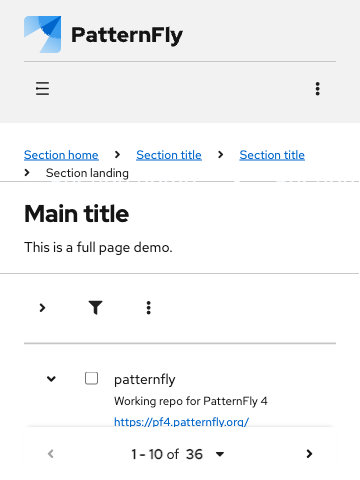 PatternFly
Section home Section title Section title
Section landing
Main title
This is a full page demo.
patternfly
Working repo for PatternFly 4
https://pf4.patternfly.org/
1 - 10 of 36